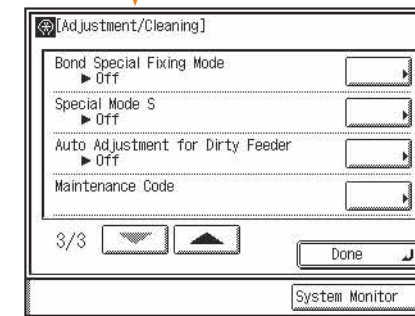 [Adjustment/Cleaning]
Bond Special Fixing Mode
▶ Off
Special Mode S
▶ Off
Auto Adjustment for Dirty Feeder
▶ Off
Maintenance Code
3/3
Done
System Monitor